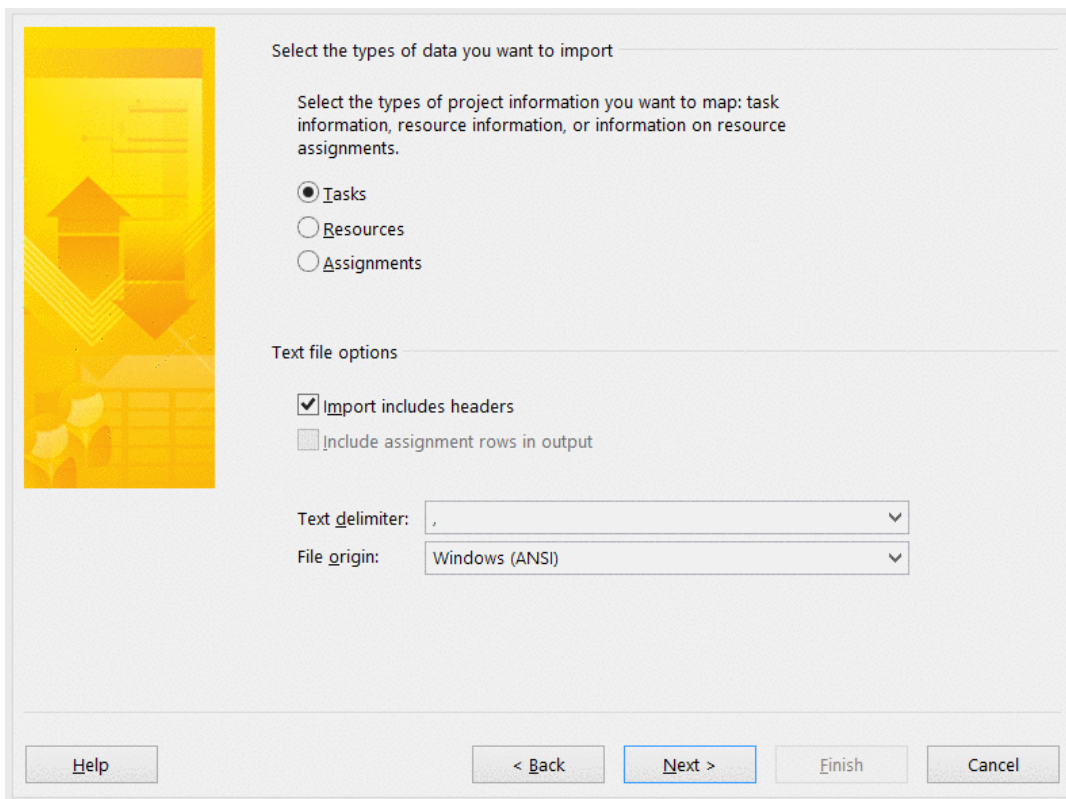 Select the types of data you want to import
Select the types of project information you want to map: task
information, resource information, or information on resource
assignments.
Tasks
Resources
Assignments
Text file options
Import includes headers
Include assignment rows in output
Text delimiter: ,
File origin: Windows (ANSI)
Help < Back Next > Finish Cancel